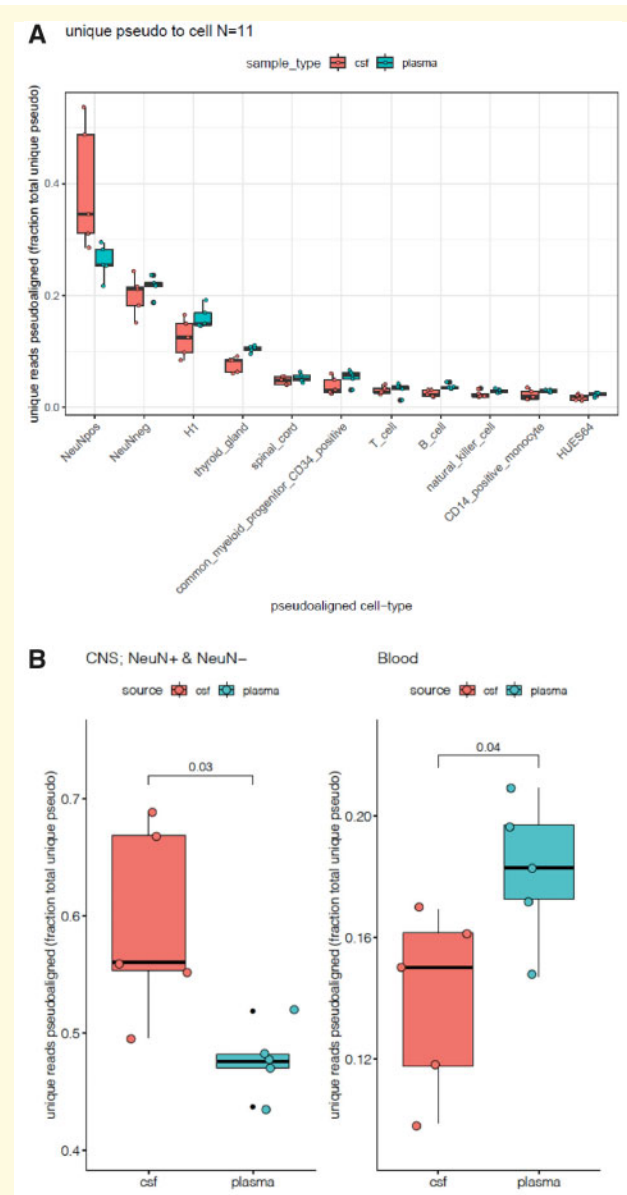 A unique pseudo to cell N=11
sample_type csf plasma
unique reads pseudoaligned (fraction total unique pseudo)
0.4
0.2
0.0
NeuNpos
NeuNneg
H1
thyroid_gland
spinal_cord
common_myeloid_progenitor_CD34_positive
T_cell
B_cell
natural_killer_cell
CD14_positive_monocyte
HUES64
pseudoaligned cell-type
B CNS; NeuN+ & NeuN−
source csf plasma
unique reads pseudoaligned (fraction total unique pseudo)
0.7
0.6
0.5
0.4
0.03
csf plasma
Blood
source csf plasma
unique reads pseudoaligned (fraction total unique pseudo)
0.20
0.16
0.12
0.04
csf plasma